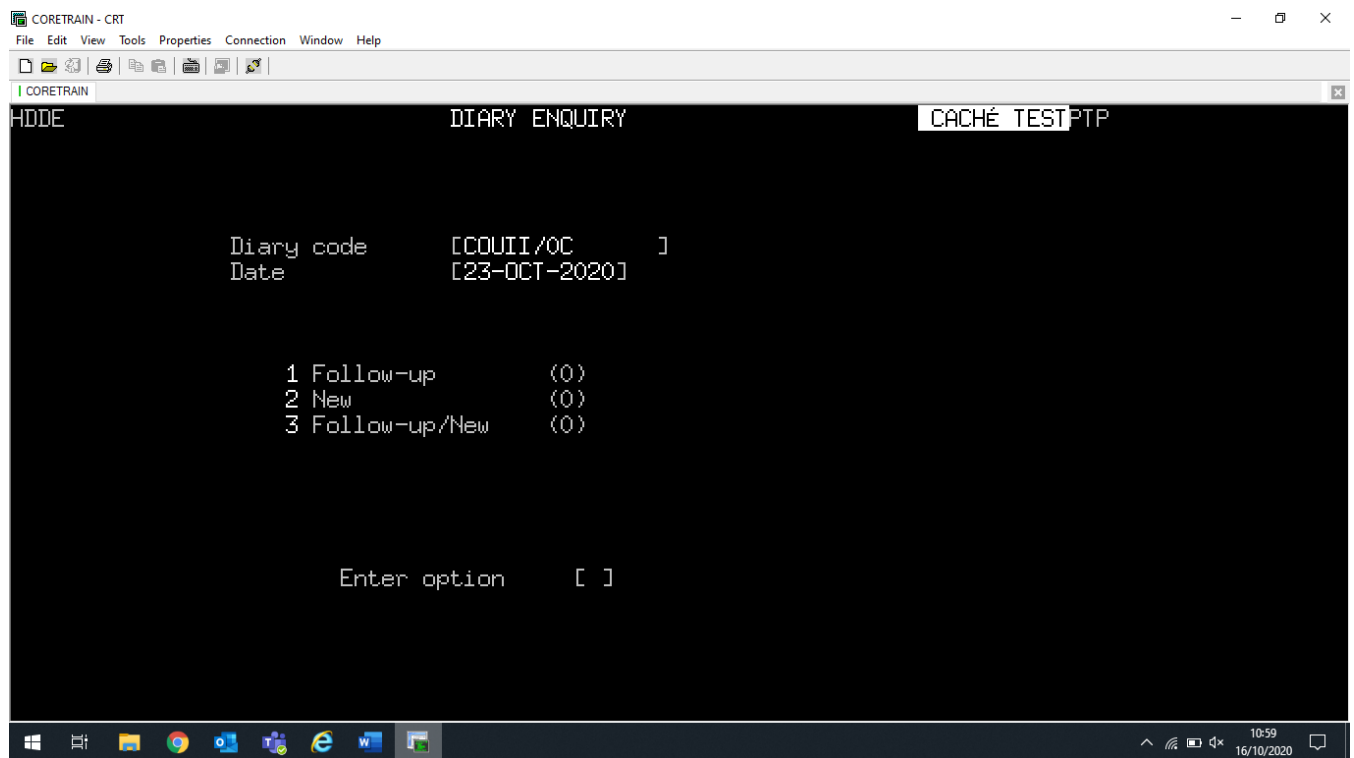 CORETRAIN - CRT
File Edit View Tools Properties Connection Window Help
CORETRAIN
HDDE DIARY ENQUIRY CACHÉ TESTPTP
Diary code [COUII/OC ]
Date [23-OCT-2020]
1 Follow-up (0)
2 New (0)
3 Follow-up/New (0)
Enter option [ ]
10:59
16/10/2020